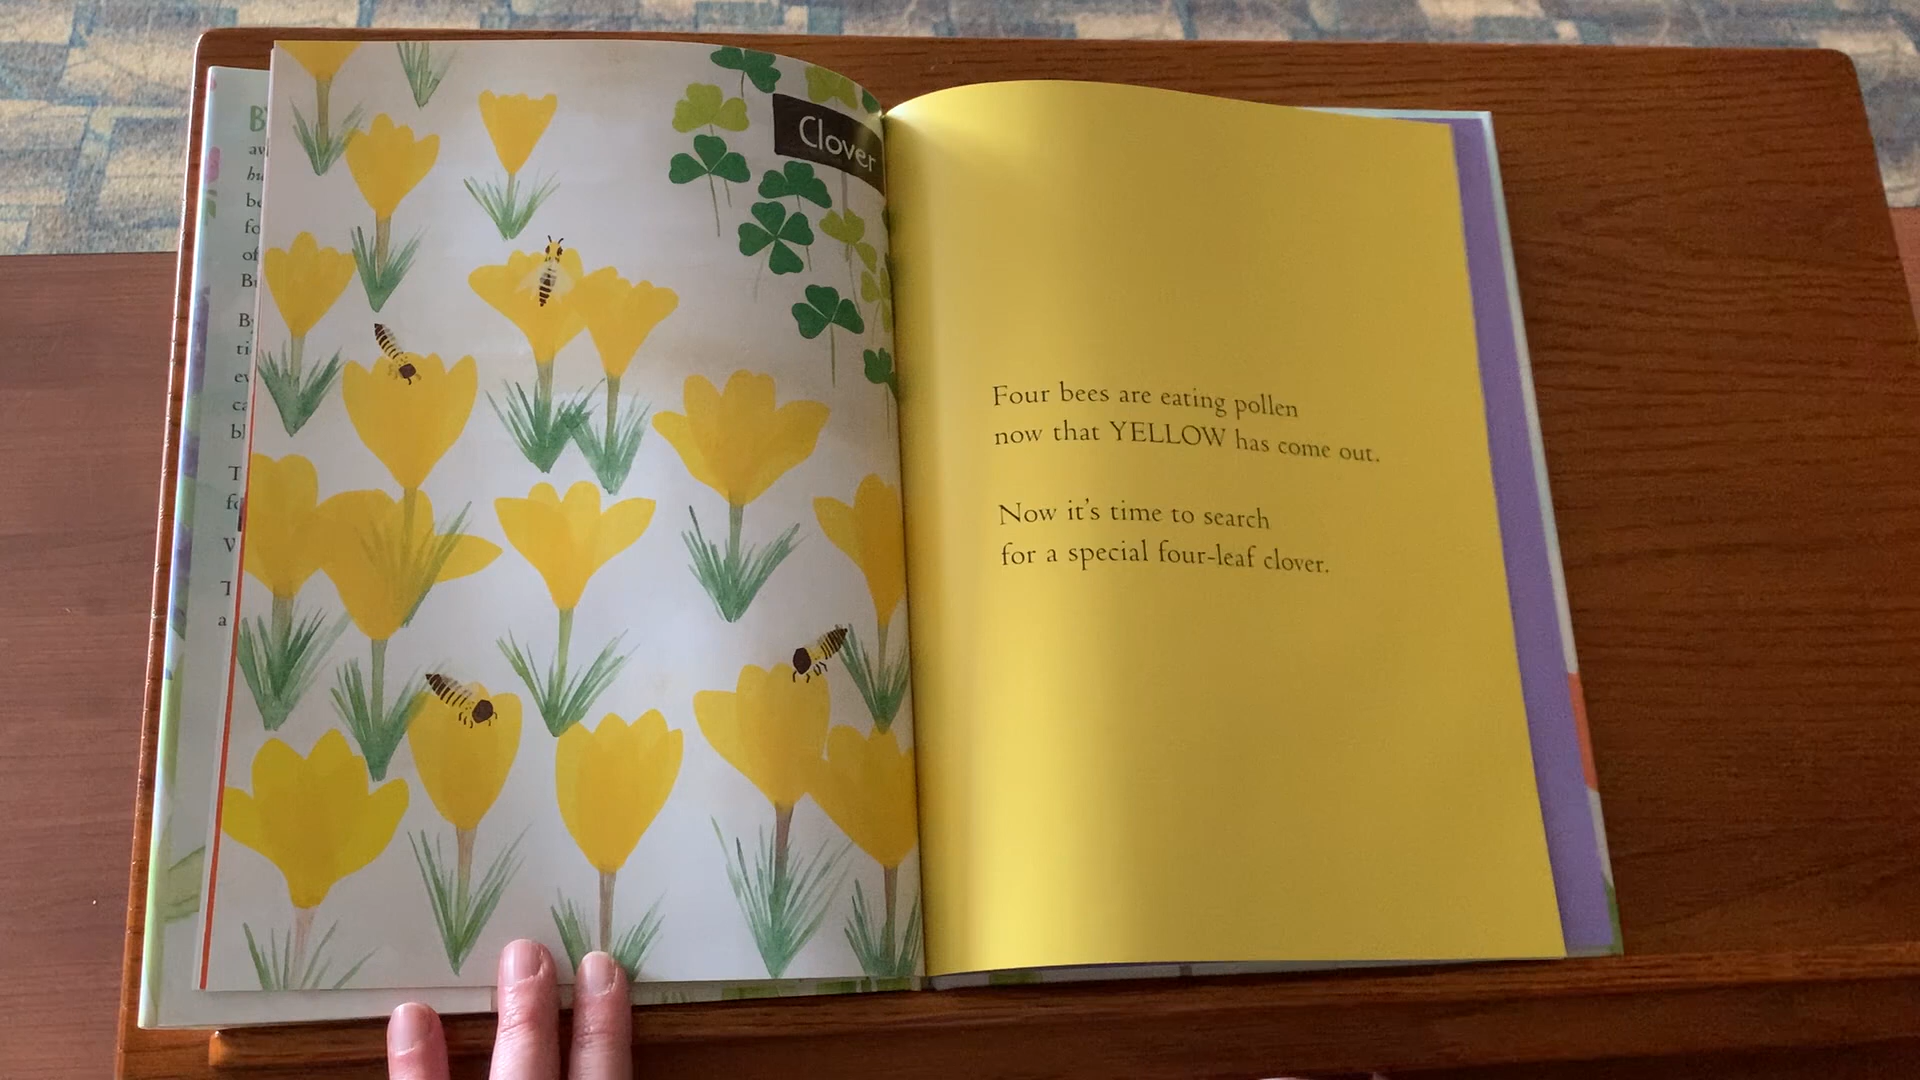 Clover
Four bees are eating pollen
now that YELLOW has come out.
Now it's time to search
for a special four-leaf clover.